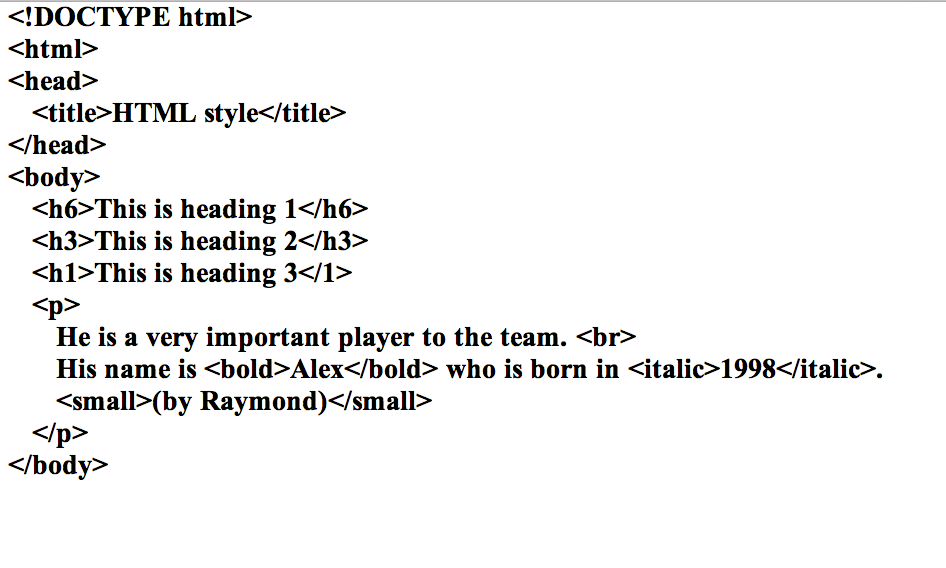 <!DOCTYPE html>
<html>
<head>
<title>HTML style</title>
</head>
<body>
<h6>This is heading 1</h6>
<h3>This is heading 2</h3>
<h1>This is heading 3</1>
<p>
He is a very important player to the team. <br>
His name is <bold>Alex</bold> who is born in <italic>1998</italic>.
<small>(by Raymond)</small>
</p>
</body>